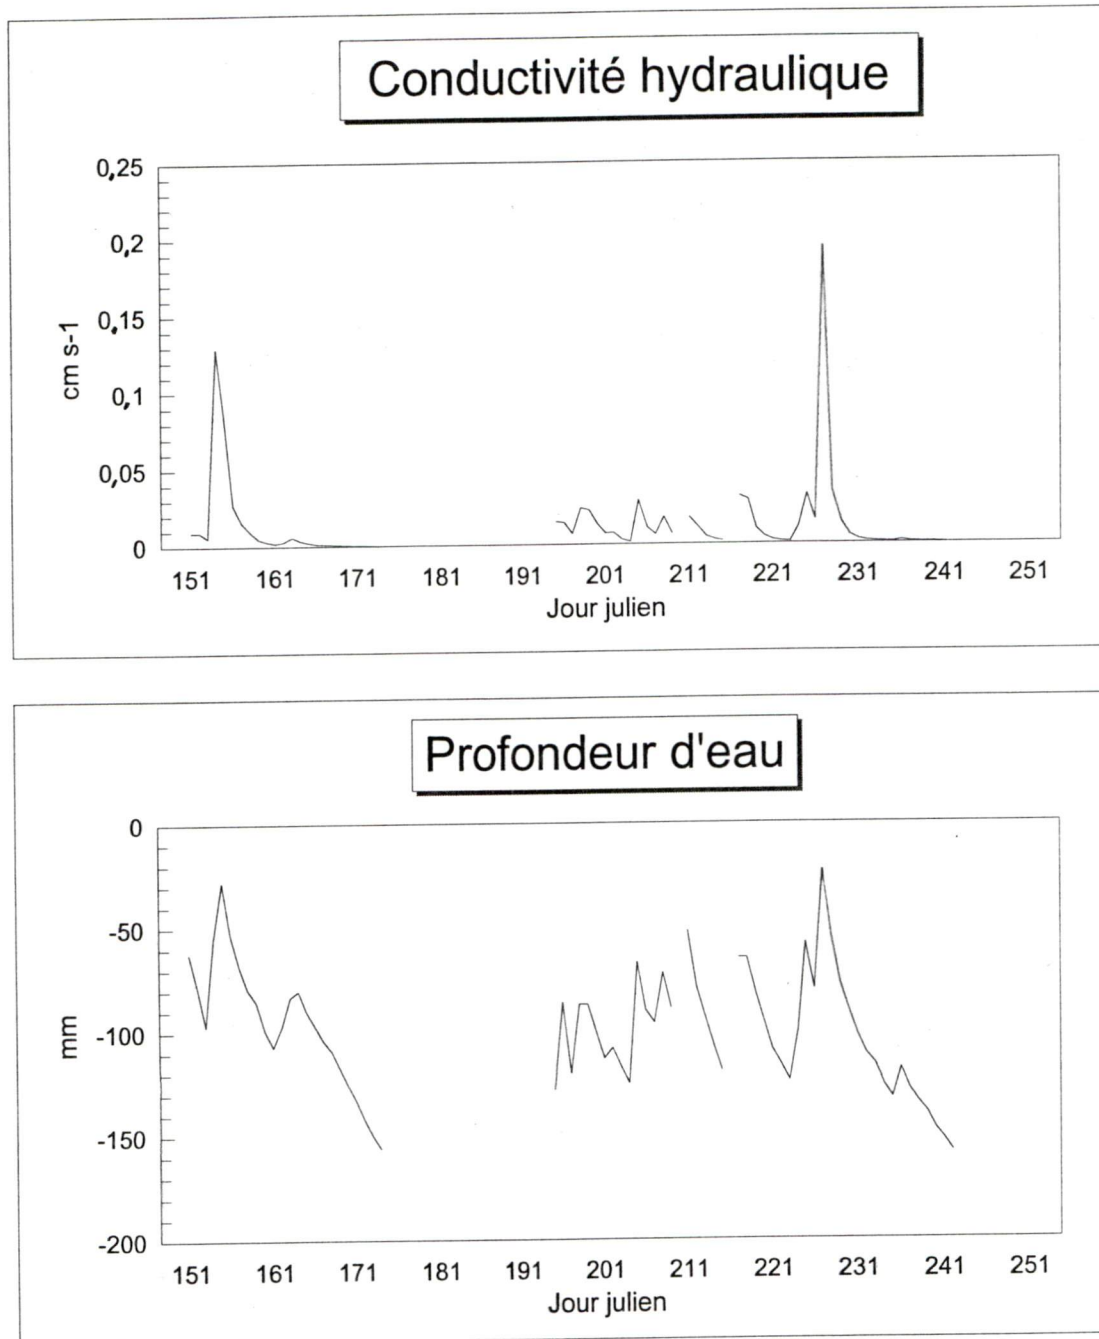 Conductivité hydraulique
0,25
0,2
0,15
0,1
0,05
0
cm s-1
151 161 171 181 191 201 211 221 231 241 251
Jour julien
Profondeur d'eau
0
-50
-100
-150
-200
mm
151 161 171 181 191 201 211 221 231 241 251
Jour julien